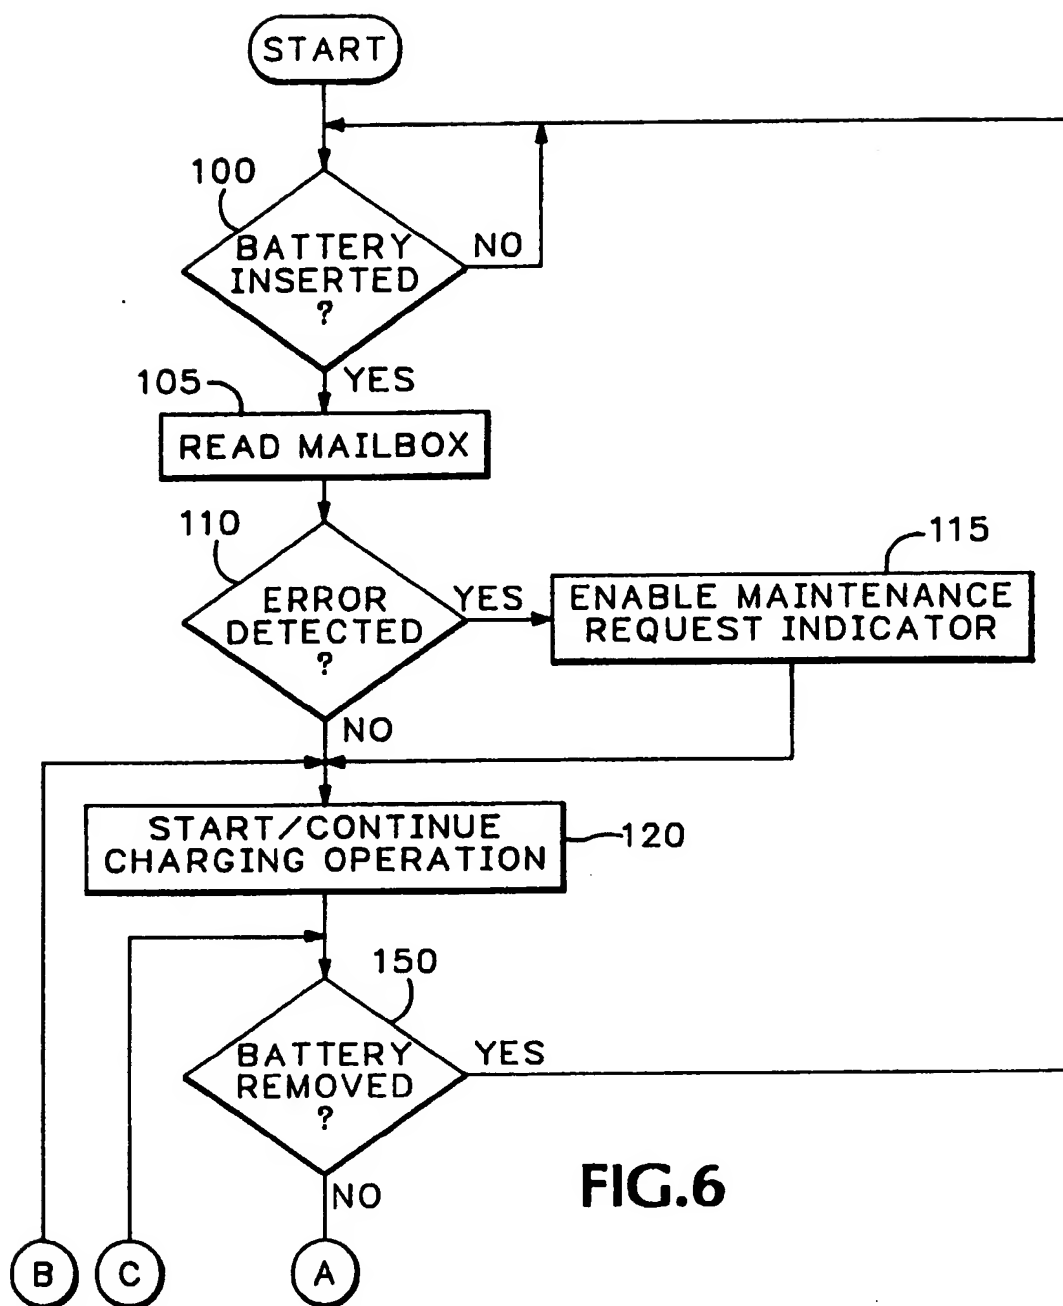 START
100
BATTERY
INSERTED
?
NO
YES
105
READ MAILBOX
110
ERROR
DETECTED
?
YES
115
ENABLE MAINTENANCE
REQUEST INDICATOR
NO
START/CONTINUE
CHARGING OPERATION
120
150
BATTERY
REMOVED
?
YES
NO
FIG.6
B
C
A